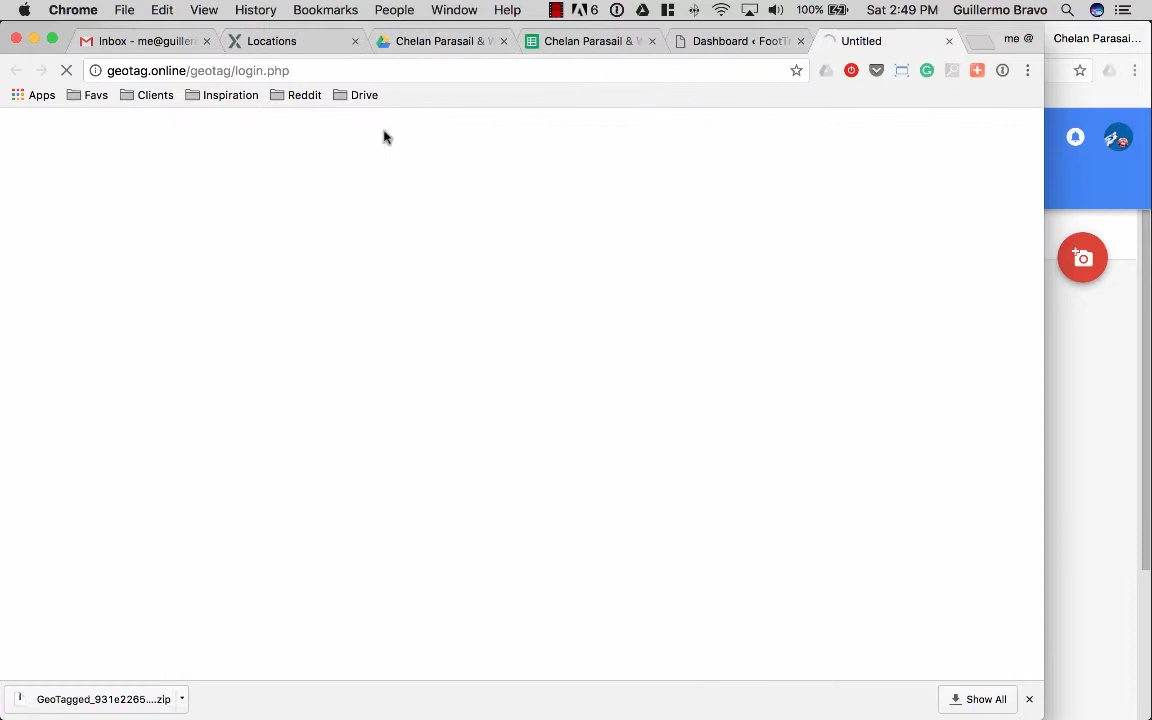 Chrome File Edit View History Bookmarks People Window Help 6 100% Sat 2:49 PM Guillermo Bravo
Inbox - me@guiller Locations Chelan Parasail & W Chelan Parasail & W Dashboard ‹ FootTr Untitled me @ Chelan Parasai...
geotag.online/geotag/login.php
Apps Favs Clients Inspiration Reddit Drive
GeoTagged_931e2265....zip Show All